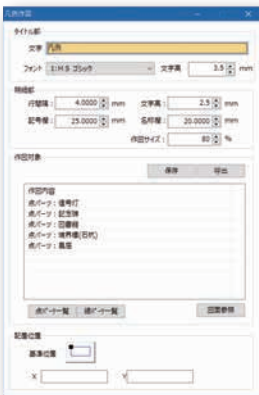 凡例作図
タイトル部
文字 凡例
フォント 1:ＭＳ ゴシック 文字高 3.5 mm
明細部
行間隔: 4.0000 mm 文字高: 2.5 mm
記号幅: 25.0000 mm 名称幅: 20.0000 mm
作図サイズ: 80 %
作図対象
保存 呼出
作図内容
点パーツ: 信号灯
点パーツ: 記念碑
点パーツ: 図書館
点パーツ: 境界標(石杭)
点パーツ:
点パーツ一覧 線パーツ一覧 図面参照
配置位置
基準位置
X Y